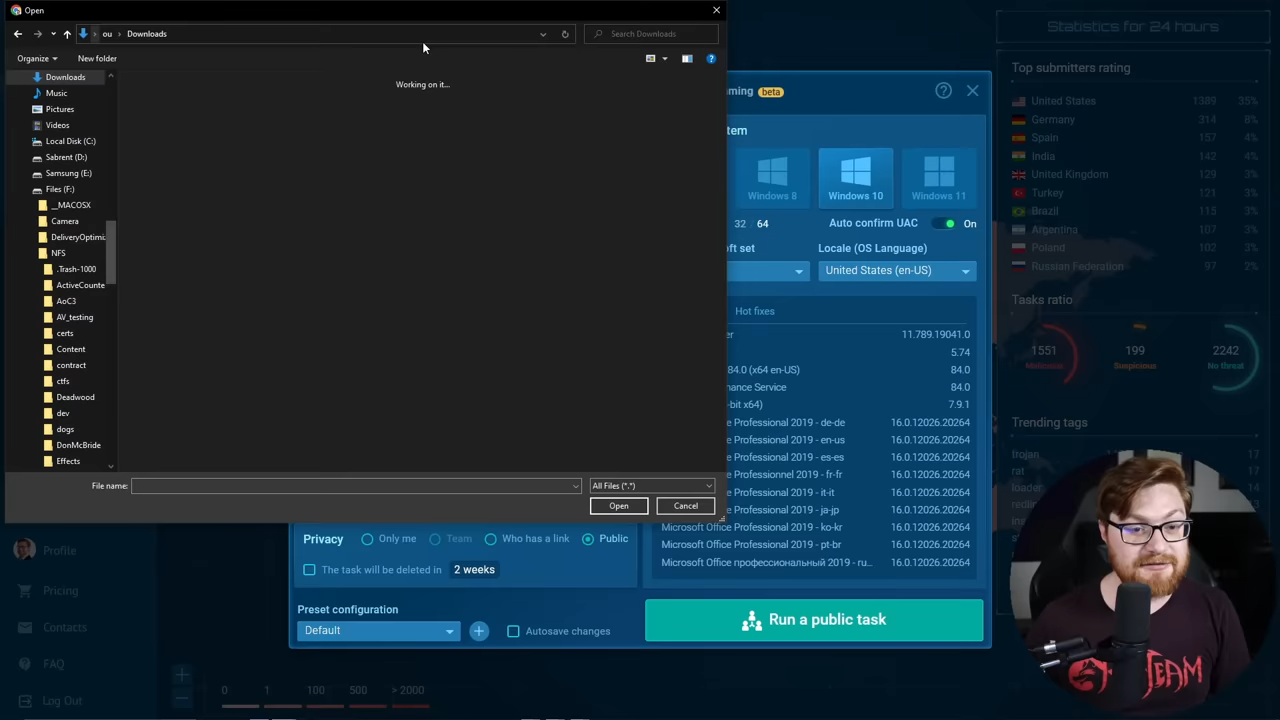 Open
ou > Downloads
Search Downloads
Organize
New folder
Downloads
Music
Pictures
Videos
Local Disk (C:)
Sabrent (D:)
Samsung (E:)
Files (F:)
__MACOSX
Camera
DeliveryOptimi
NFS
.Trash-1000
ActiveCounte
AoC3
AV_testing
certs
Content
contract
ctfs
Deadwood
dev
dogs
DonMcBride
Effects
Working on it...
File name:
All Files (*.*)
Open
Cancel
ming beta
tem
Windows 8
Windows 10
Windows 11
32 / 64
Auto confirm UAC
On
ft set
Locale (OS Language)
United States (en-US)
Hot fixes
er 11.789.19041.0
5.74
84.0 (x64 en-US) 84.0
nance Service 84.0
-bit x64) 7.9.1
e Professional 2019 - de-de 16.0.12026.20264
e Professional 2019 - en-us 16.0.12026.20264
e Professional 2019 - es-es 16.0.12026.20264
e Professionnel 2019 - fr-fr 16.0.12026.20264
e Professional 2019 - it-it 16.0.12026.20264
e Professional 2019 - ja-jp 16.0.12026.20264
Microsoft Office Professional 2019 - ko-kr 16.0.12026.20264
Microsoft Office Professional 2019 - pt-br 16.0.12026.20264
Microsoft Office профессиональный 2019 - ru... 16.0.12026.20264
Privacy
Only me
Team
Who has a link
Public
The task will be deleted in 2 weeks
Preset configuration
Default
Autosave changes
Run a public task
Profile
Pricing
Contacts
FAQ
Log Out
0 1 100 500 > 2000
Statistics for 24 hours
Top submitters rating
United States 1389 35%
Germany 314 8%
Spain 157 4%
India 142 4%
United Kingdom 129 3%
Turkey 121 3%
Brazil 115 3%
Argentina 107 3%
Poland 102 3%
Russian Federation 97 2%
Tasks ratio
1551
Malicious
199
Suspicious
2242
No threat
Trending tags
trojan 17
rat 17
loader 14
redlin
TEAM